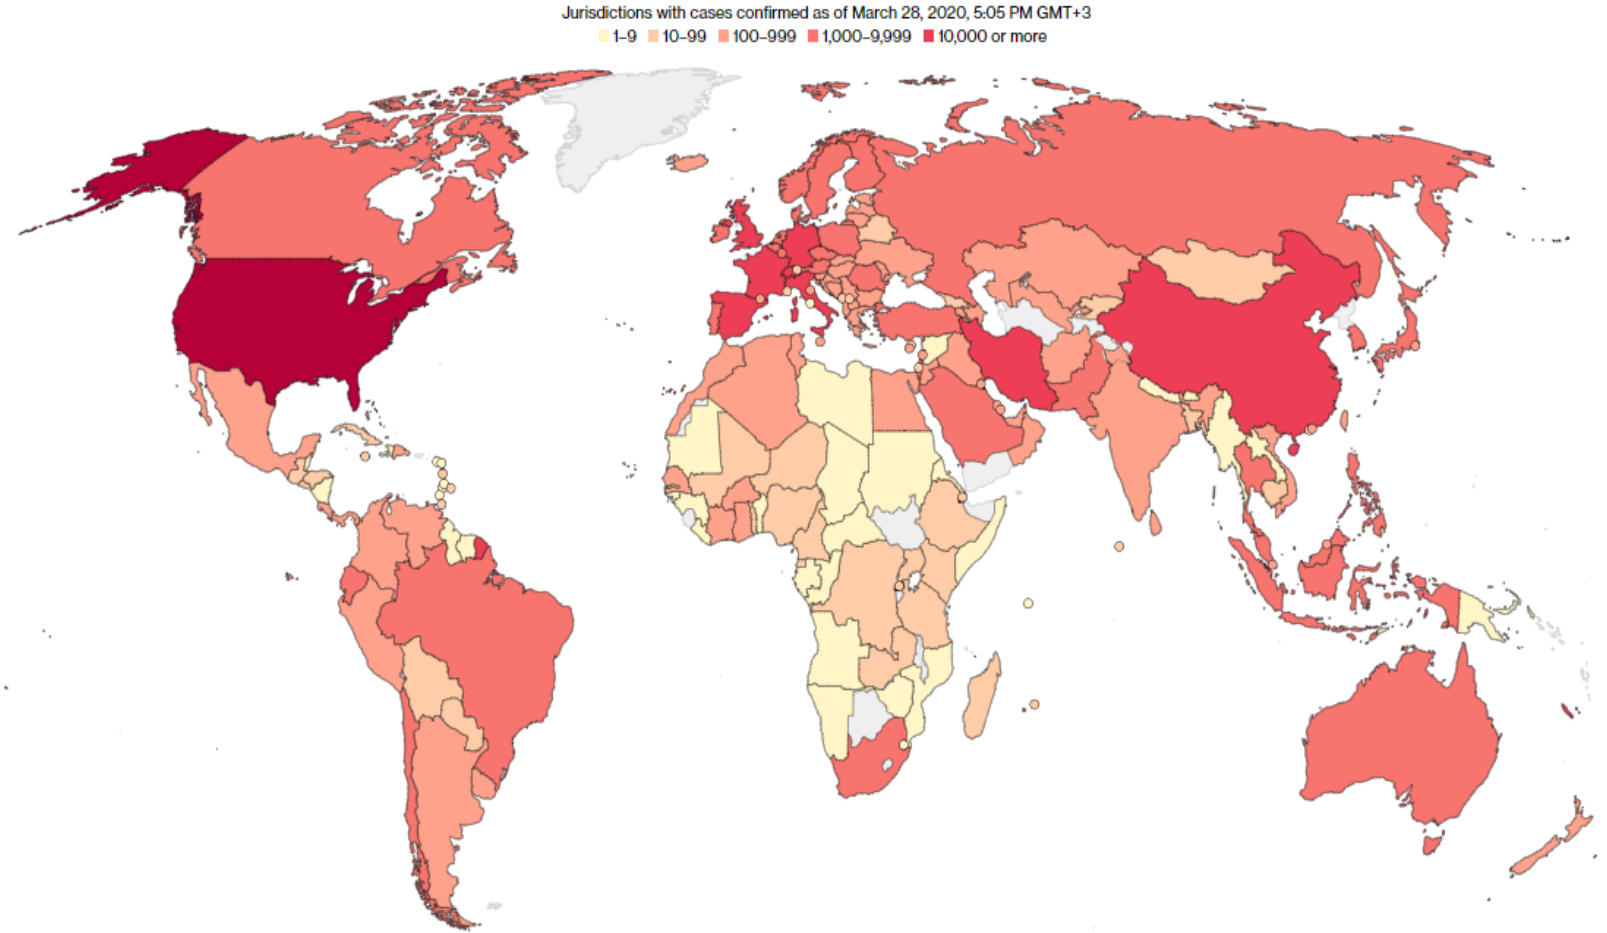 Jurisdictions with cases confirmed as of March 28, 2020, 5:05 PM GMT+3
1–9 10–99 100–999 1,000–9,999 10,000 or more